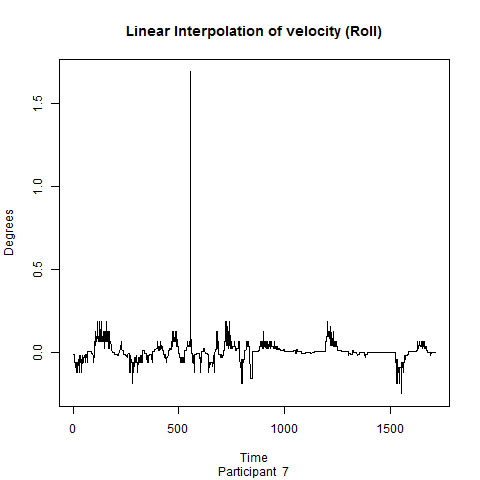 Linear Interpolation of velocity (Roll)
1.5
1.0
0.5
0.0
Degrees
0
500
1000
1500
Time
Participant 7